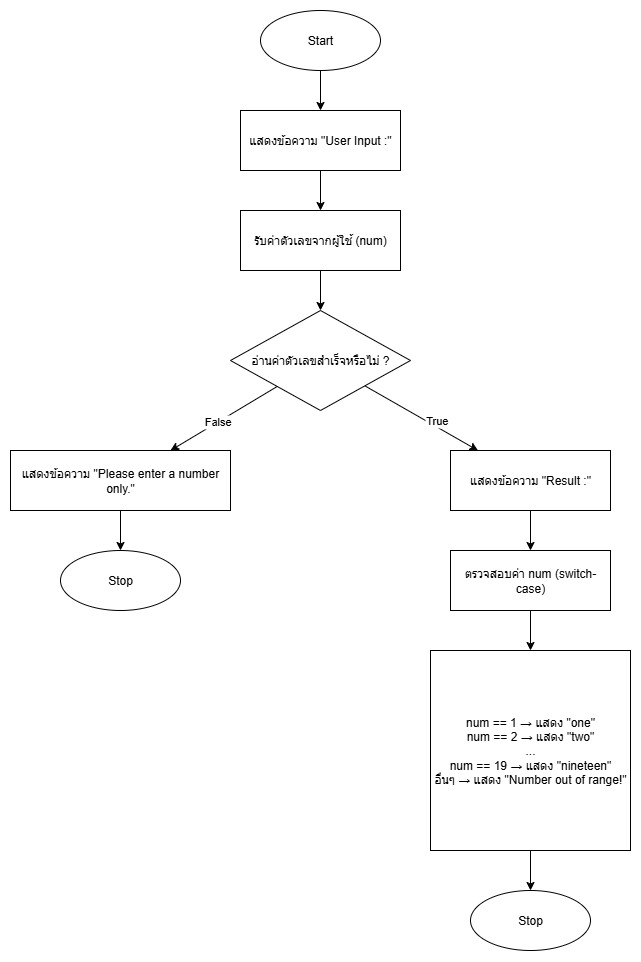 Start
แสดงข้อความ "User Input :"
รับค่าตัวเลขจากผู้ใช้ (num)
อ่านค่าตัวเลขสำเร็จหรือไม่ ?
False
True
แสดงข้อความ "Please enter a number
only."
Stop
แสดงข้อความ "Result :"
ตรวจสอบค่า num (switch-
case)
num == 1 → แสดง "one"
num == 2 → แสดง "two"
...
num == 19 → แสดง "nineteen"
อื่นๆ → แสดง "Number out of range!"
Stop